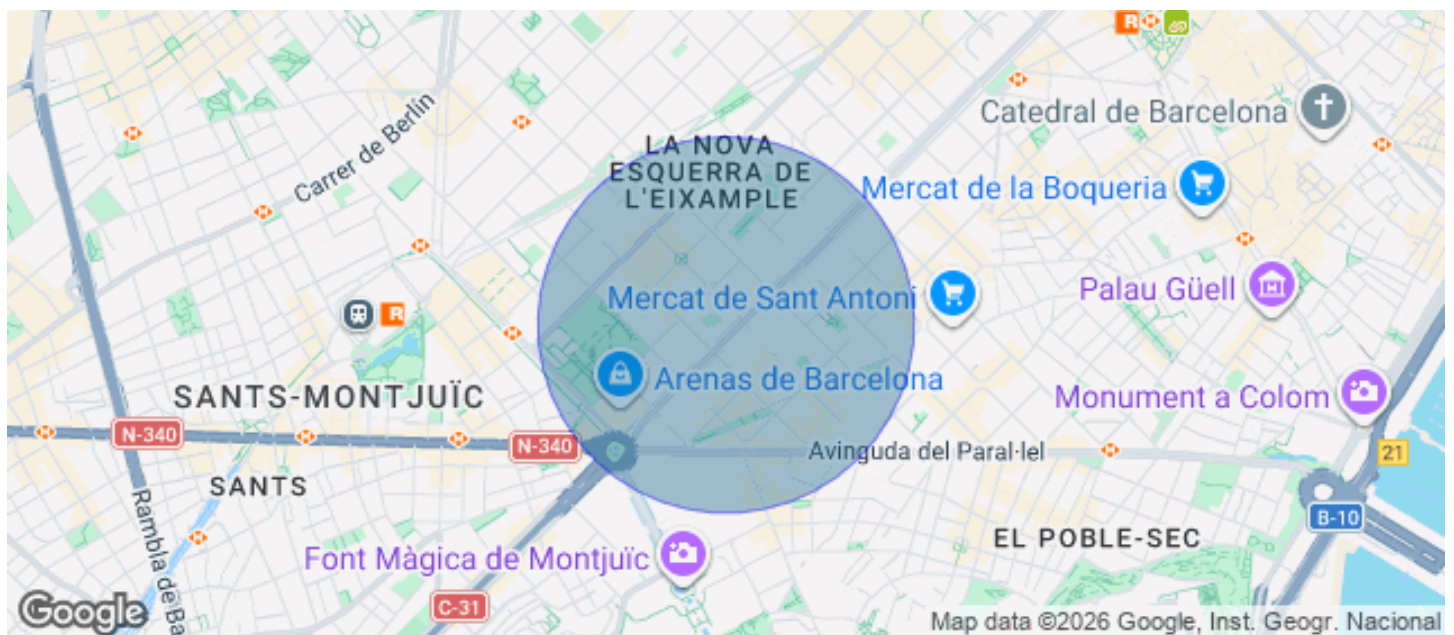 LA NOVA
ESQUERRA DE
L'EIXAMPLE
Carrer de Berlín
R
Catedral de Barcelona
Mercat de la Boqueria
Mercat de Sant Antoni
Palau Güell
R
Arenas de Barcelona
SANTS-MONTJUÏC
Monument a Colom
N-340
N-340
Avinguda del Paral·lel
21
SANTS
Rambla de Ba
B-10
EL POBLE-SEC
Font Màgica de Montjuïc
C-31
Google
Map data ©2026 Google, Inst. Geogr. Nacional